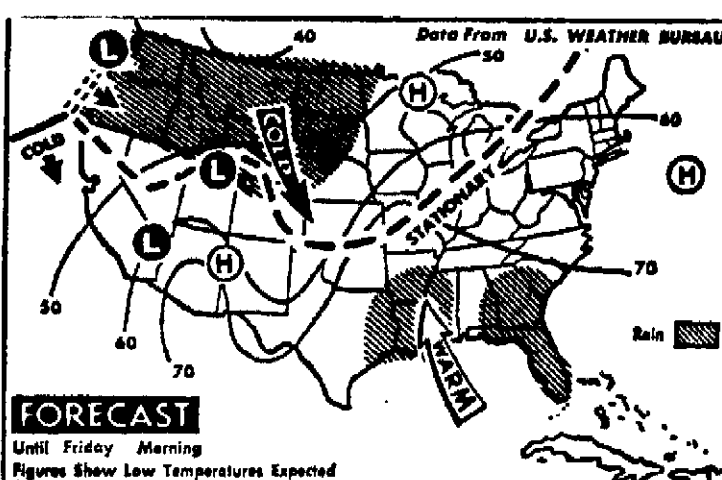 Data From U.S. WEATHER BUREAU
L
40
50
H
60
COLD
COLD
L
H
STATIONARY
L
H
70
50
60
70
Rain
WARM
FORECAST
Until Friday Morning
Figures Show Low Temperatures Expected